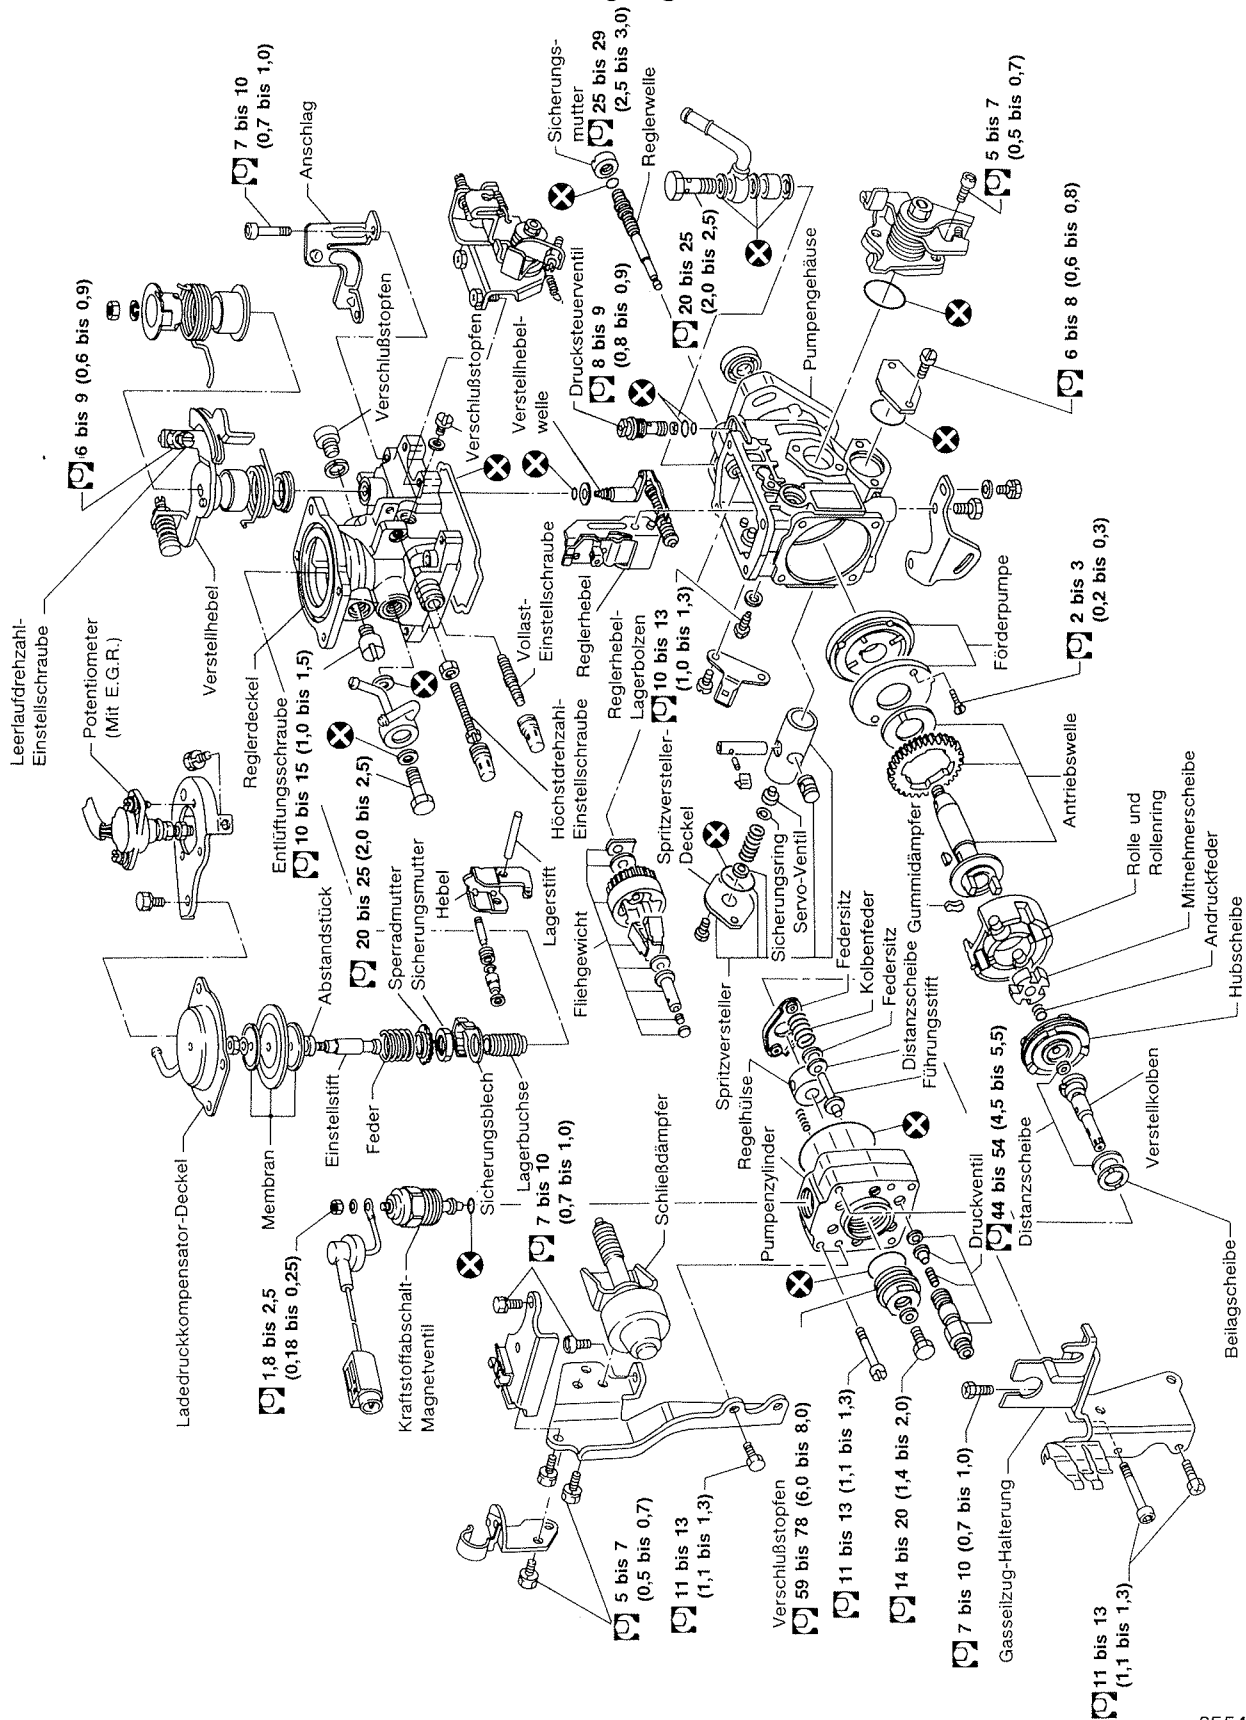 Leerlaufdrehzahl-
Einstellschraube
6 bis 9 (0,6 bis 0,9)
7 bis 10
(0,7 bis 1,0)
Anschlag
Potentiometer
(Mit E.G.R.)
Verstellhebel
Reglerdeckel
Entlüftungsschraube
10 bis 15 (1,0 bis 1,5)
Verschlußstopfen
Verschlußstopfen
Verstellhebel-
welle
Sicherungs-
mutter
25 bis 29
(2,5 bis 3,0)
Reglerwelle
Drucksteuerventil
8 bis 9
(0,8 bis 0,9)
20 bis 25
(2,0 bis 2,5)
Pumpengehäuse
5 bis 7
(0,5 bis 0,7)
6 bis 8 (0,6 bis 0,8)
20 bis 25 (2,0 bis 2,5)
Höchstdrehzahl-
Einstellschraube
Vollast-
Einstellschraube
Reglerhebel
Reglerhebel-
Lagerbolzen
10 bis 13
(1,0 bis 1,3)
Förderpumpe
2 bis 3
(0,2 bis 0,3)
Ladedruckkompensator-Deckel
Membran
Abstandstück
Einstellstift
Feder
Sperradmutter
Sicherungsmutter
Sicherungsblech
Lagerbuchse
Hebel
Lagerstift
Fliehgewicht
Spritzversteller-
Deckel
Spritzversteller
Sicherungsring
Servo-Ventil
Antriebswelle
Gummidämpfer
Rolle und
Rollenring
Mitnehmerscheibe
Andruckfeder
Hubscheibe
1,8 bis 2,5
(0,18 bis 0,25)
Kraftstoffabschalt-
Magnetventil
7 bis 10
(0,7 bis 1,0)
Schließdämpfer
Pumpenzylinder
Regelhülse
Federsitz
Kolbenfeder
Federsitz
Distanzscheibe
Führungsstift
Druckventil
44 bis 54 (4,5 bis 5,5)
Distanzscheibe
Verstellkolben
Beilagscheibe
5 bis 7
(0,5 bis 0,7)
11 bis 13
(1,1 bis 1,3)
Verschlußstopfen
59 bis 78 (6,0 bis 8,0)
11 bis 13 (1,1 bis 1,3)
14 bis 20 (1,4 bis 2,0)
7 bis 10 (0,7 bis 1,0)
Gasseilzug-Halterung
11 bis 13
(1,1 bis 1,3)